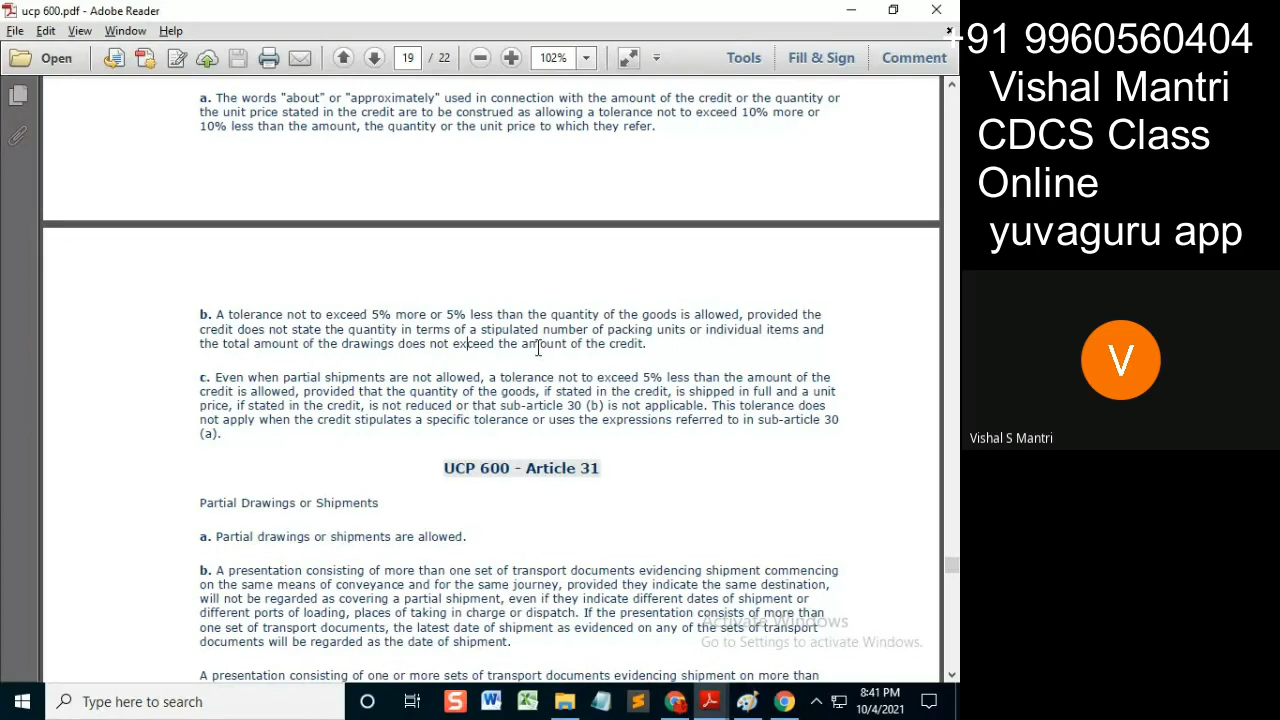 ucp 600.pdf - Adobe Reader
File Edit View Window Help
Open 19 / 22 102% Tools Fill & Sign Comment
a. The words "about" or "approximately" used in connection with the amount of the credit or the quantity or
the unit price stated in the credit are to be construed as allowing a tolerance not to exceed 10% more or
10% less than the amount, the quantity or the unit price to which they refer.
b. A tolerance not to exceed 5% more or 5% less than the quantity of the goods is allowed, provided the
credit does not state the quantity in terms of a stipulated number of packing units or individual items and
the total amount of the drawings does not exceed the amount of the credit.
c. Even when partial shipments are not allowed, a tolerance not to exceed 5% less than the amount of the
credit is allowed, provided that the quantity of the goods, if stated in the credit, is shipped in full and a unit
price, if stated in the credit, is not reduced or that sub-article 30 (b) is not applicable. This tolerance does
not apply when the credit stipulates a specific tolerance or uses the expressions referred to in sub-article 30
(a).
UCP 600 - Article 31
Partial Drawings or Shipments
a. Partial drawings or shipments are allowed.
b. A presentation consisting of more than one set of transport documents evidencing shipment commencing
on the same means of conveyance and for the same journey, provided they indicate the same destination,
will not be regarded as covering a partial shipment, even if they indicate different dates of shipment or
different ports of loading, places of taking in charge or dispatch. If the presentation consists of more than
one set of transport documents, the latest date of shipment as evidenced on any of the sets of transport
documents will be regarded as the date of shipment.
A presentation consisting of one or more sets of transport documents evidencing shipment on more than
Activate Windows
Go to Settings to activate Windows.
Type here to search
8:41 PM
10/4/2021
+91 9960560404
Vishal Mantri
CDCS Class
Online
yuvaguru app
V
Vishal S Mantri